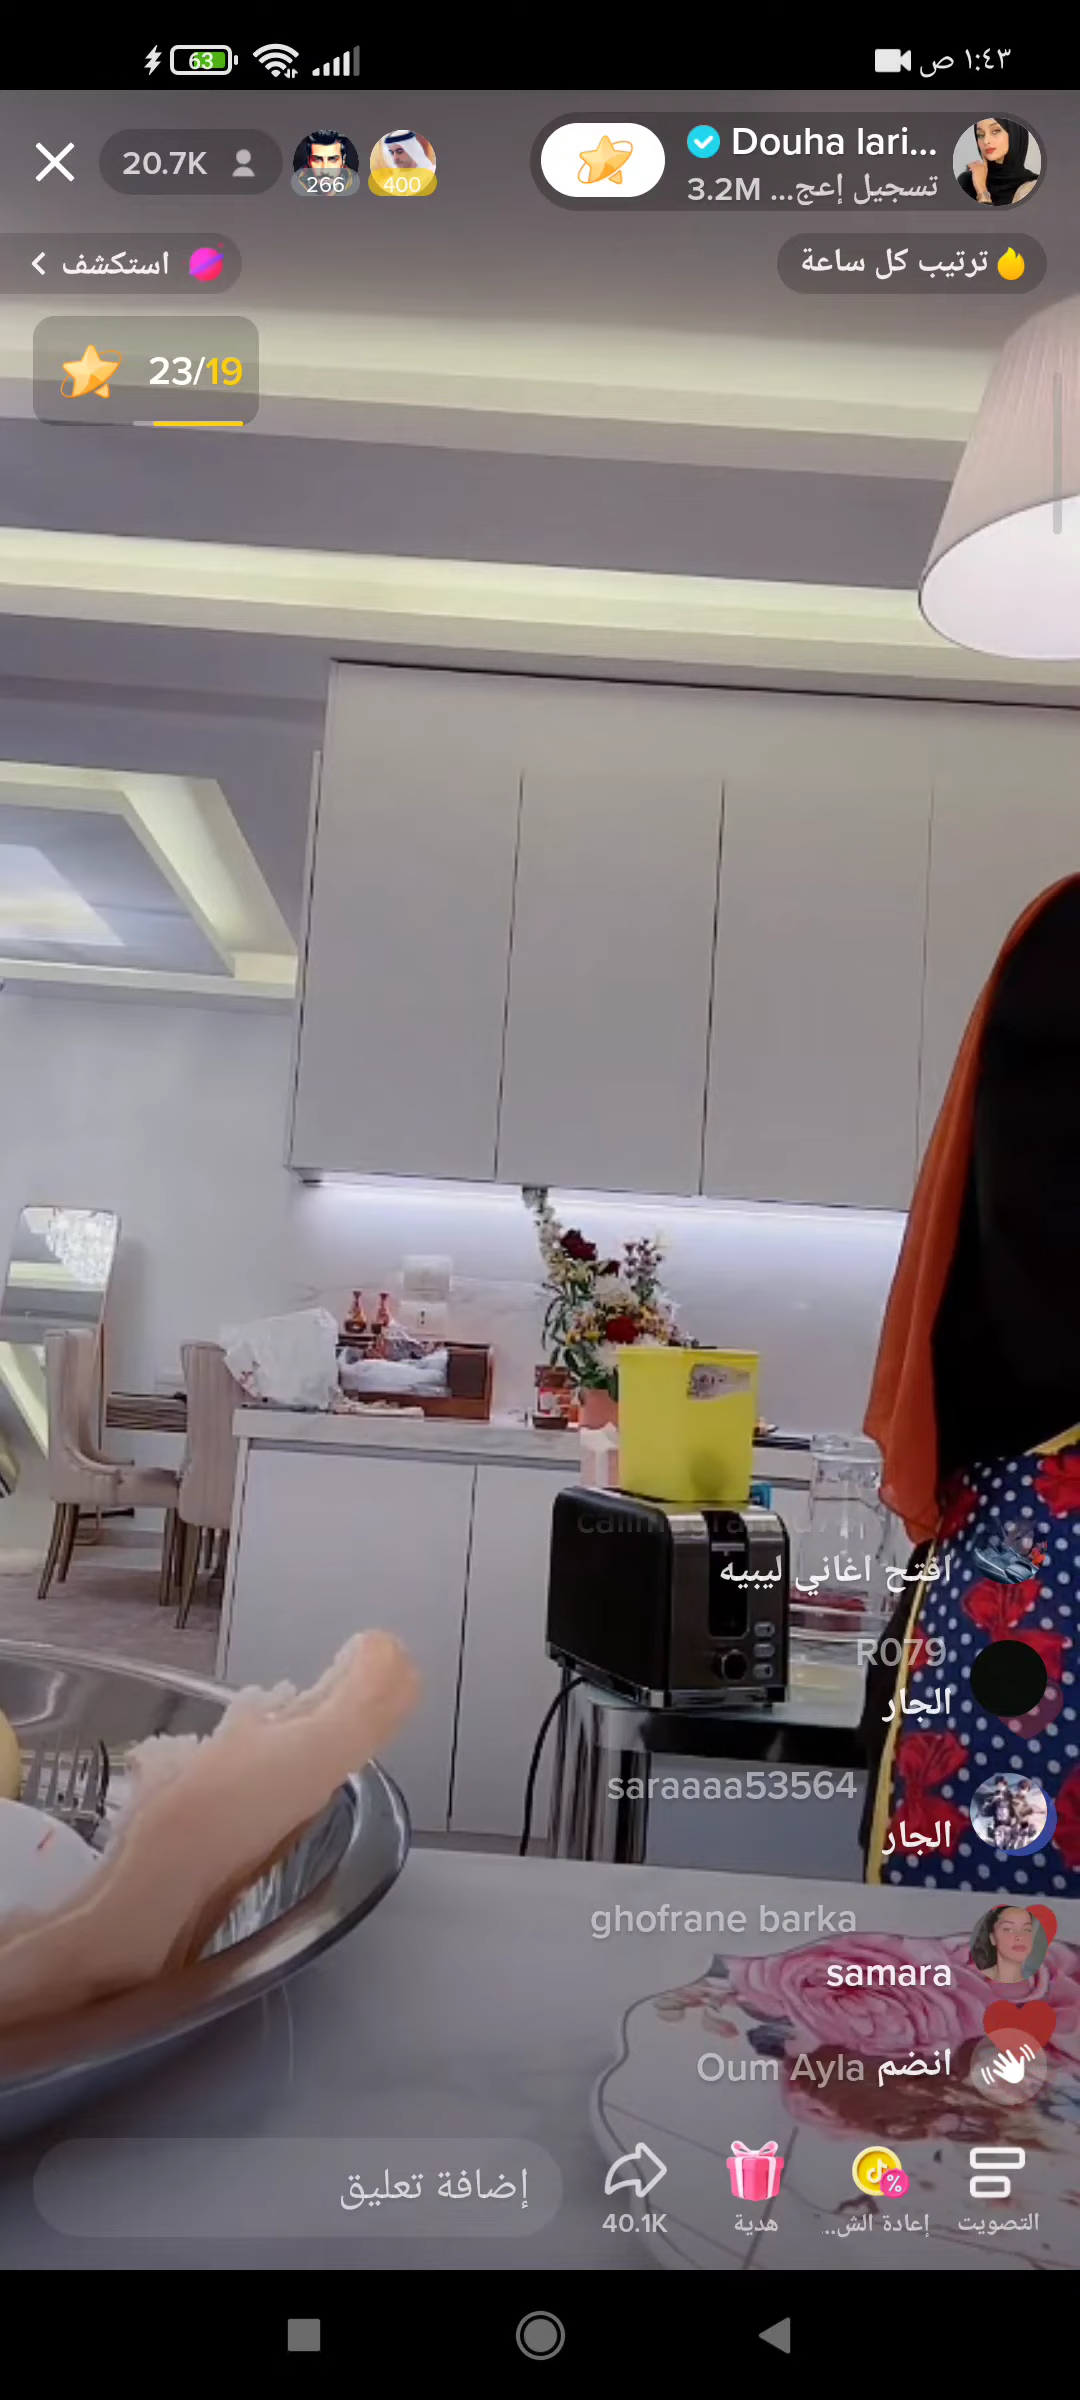 63
١:٤٣ ص
20.7K
266
400
Douha lari...
تسجيل إعج... 3.2M
استكشف
ترتيب كل ساعة
23/19
افتح اغاني ليبيه
R079
الجار
saraaaa53564
الجار
ghofrane barka
samara
انضم Oum Ayla
إضافة تعليق
40.1K
هدية
إعادة الش...
التصويت